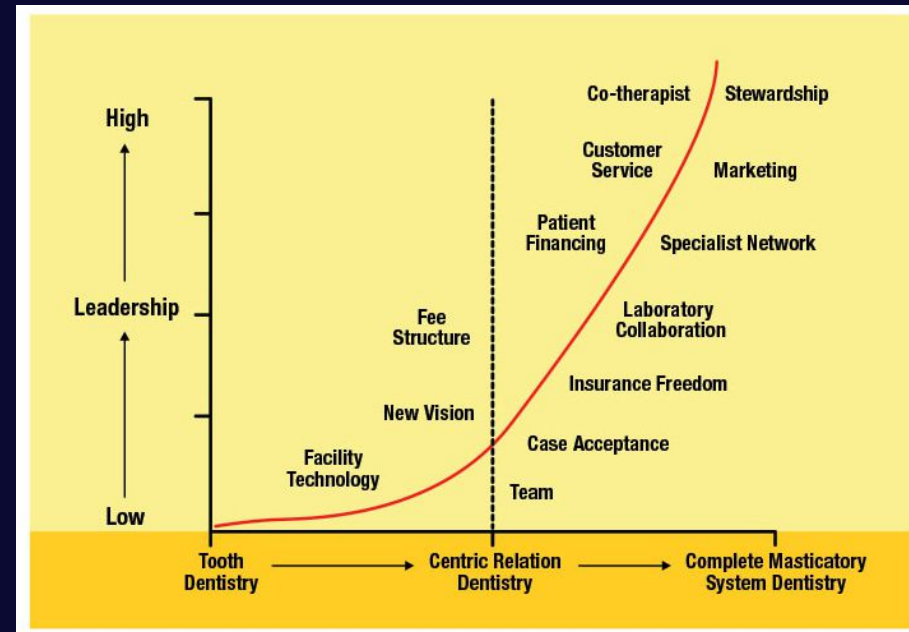 Co-therapist
Stewardship
High
Customer
Service
Marketing
Patient
Financing
Specialist Network
Leadership
Fee
Structure
Laboratory
Collaboration
Insurance Freedom
New Vision
Case Acceptance
Facility
Technology
Team
Low
Tooth
Dentistry
Centric Relation
Dentistry
Complete Masticatory
System Dentistry